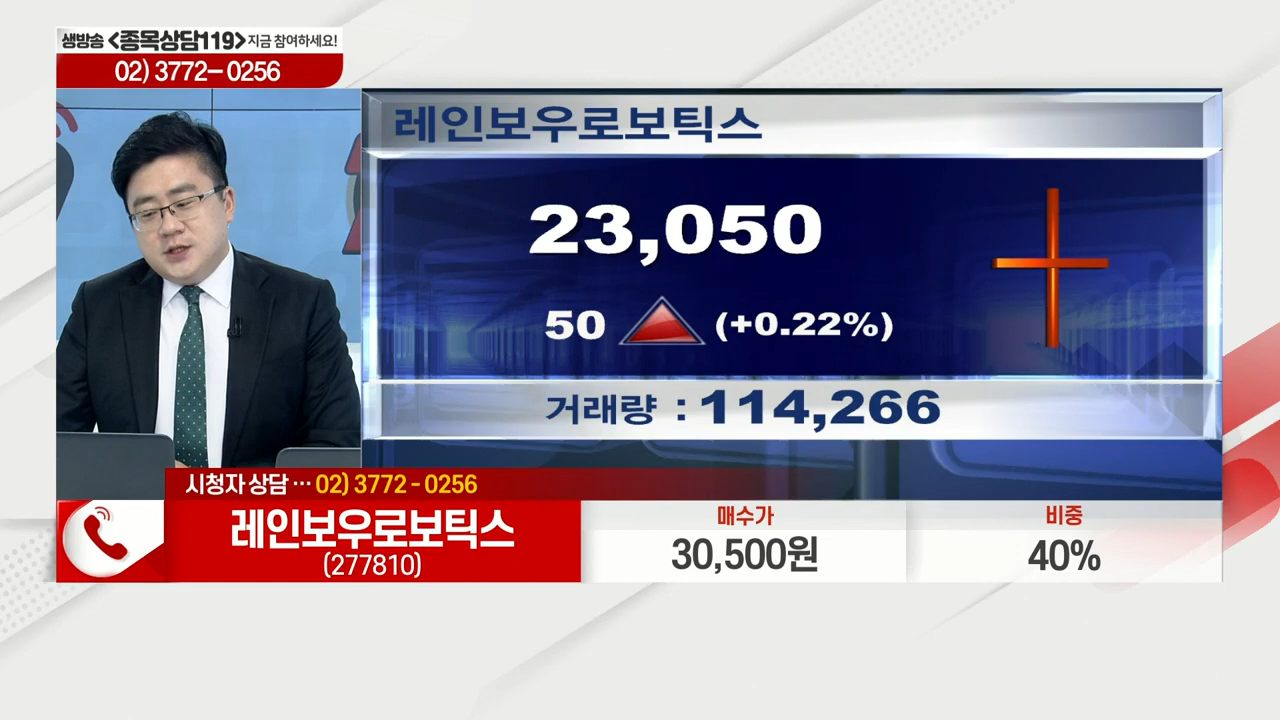 생방송 <종목상담119> 지금 참여하세요!
02) 3772-0256
레인보우로보틱스
23,050
50 ▲ (+0.22%)
거래량 : 114,266
시청자 상담 … 02) 3772-0256
레인보우로보틱스
(277810)
매수가
30,500원
비중
40%